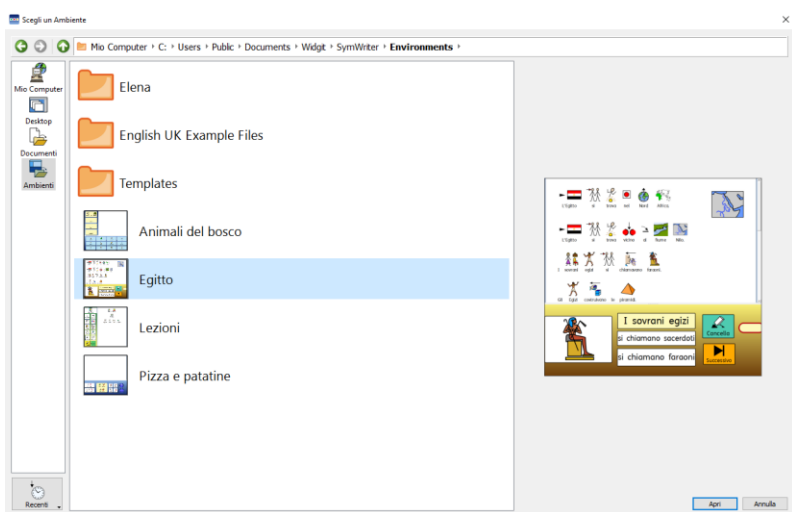 Scegli un Ambiente
Mio Computer › C: › Users › Public › Documents › Widgit › SymWriter › Environments ›
Mio Computer
Desktop
Documenti
Ambienti
Recenti
Elena
English UK Example Files
Templates
Animali del bosco
Egitto
Lezioni
Pizza e patatine
L'Egitto si trova nel Nord Africa.
L'Egitto si trova vicino al fiume Nilo.
I sovrani egizi si chiamavano faraoni.
Gli Egizi costruivano le piramidi.
I sovrani egizi
si chiamano sacerdoti
si chiamano faraoni
Cancella
Successivo
Apri Annulla